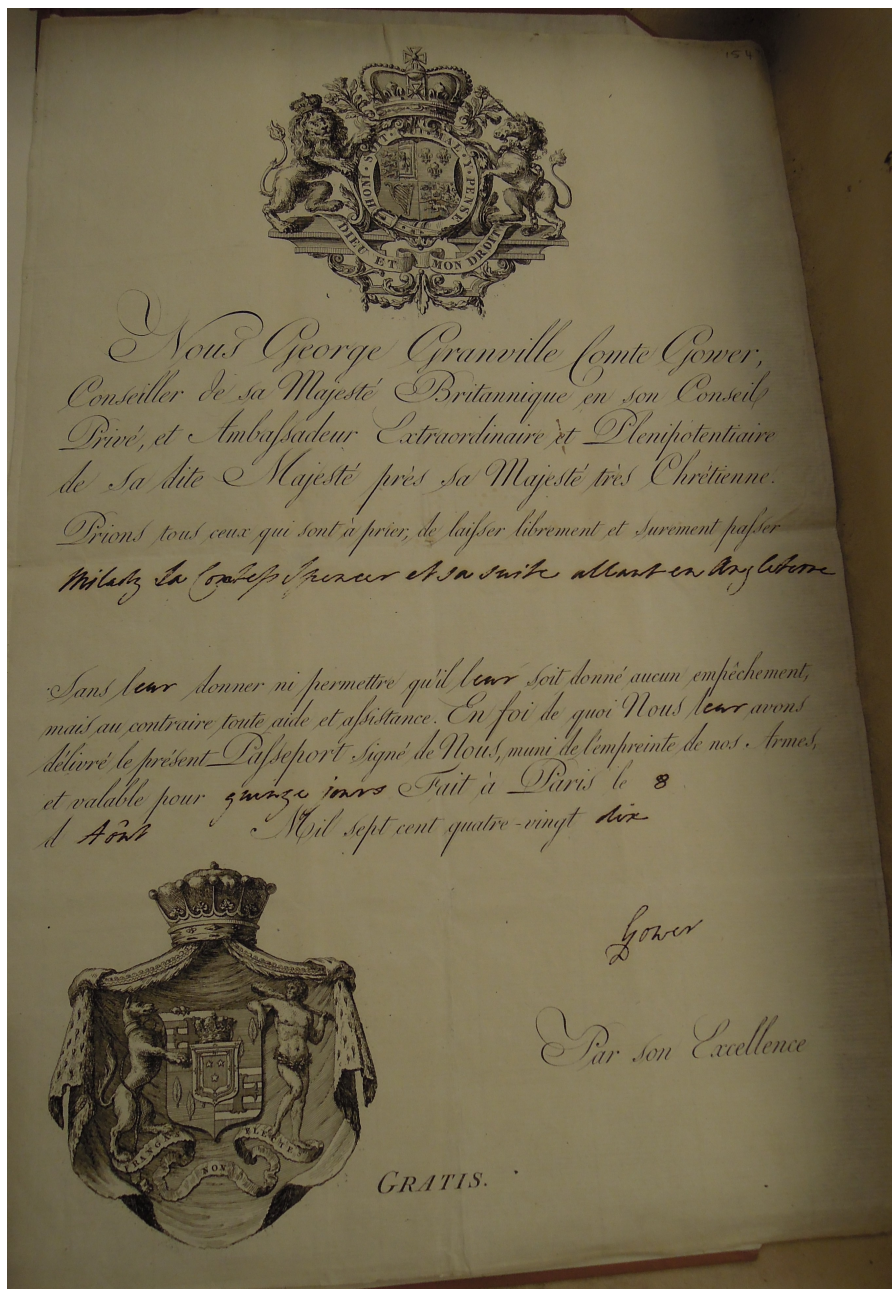 154
HONI · SOIT · MAL · Y · PENSE
DIEU ET MON DROIT
Nous George Granville Comte Gower,
Conseiller de sa Majesté Britannique en son Conseil
Privé, et Ambaſsadeur Extraordinaire et Plenipotentiaire
de sa dite Majesté près sa Majesté très Chrétienne.
Prions tous ceux qui sont à prier, de laiſser librement et surement paſser
Milady La Comteſs Spencer et sa suite allant en Angleterre
Sans leur donner ni permettre qu'il leur soit donné aucun empêchement,
mais au contraire toute aide et aſsistance. En foi de quoi Nous leur avons
délivré le présent Paſseport signé de Nous, muni de l'empreinte de nos Armes,
et valable pour quinze jours Fait à Paris le 8
d Aôut Mil sept cent quatre-vingt dix
Gower
Par son Excellence
FRANGAS NON FLECTES
GRATIS.